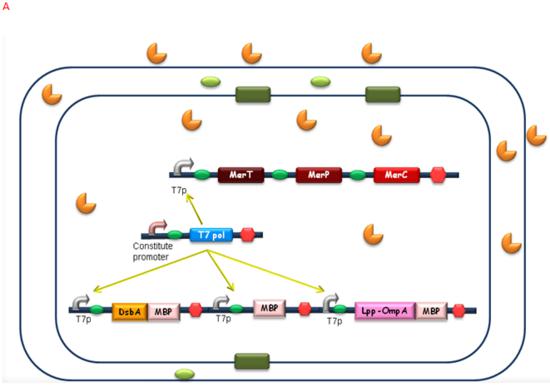 A
MerT
MerP
MerC
T7p
T7 pol
Constitute
promoter
DsbA
MBP
MBP
Lpp-OmpA
MBP
T7p
T7p
T7p